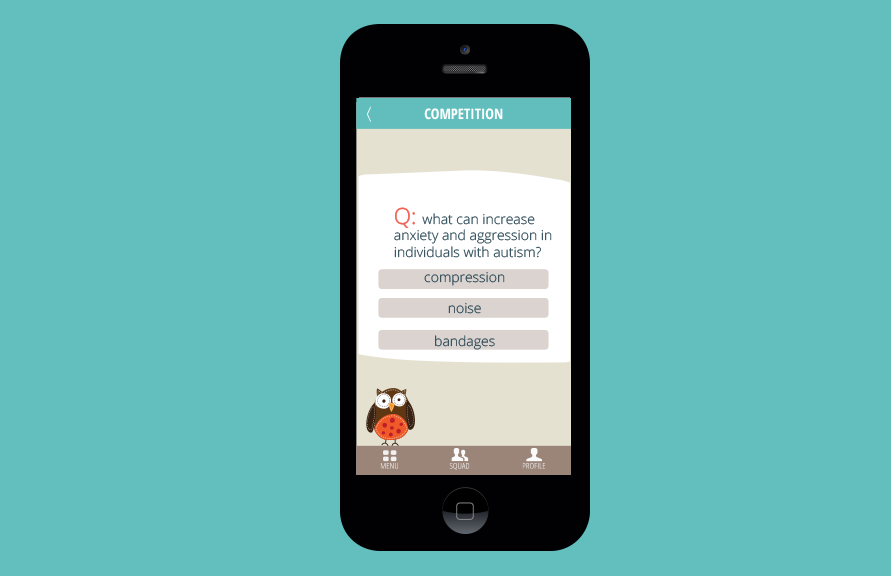 COMPETITION
Q: what can increase
anxiety and aggression in
individuals with autism?
compression
noise
bandages
MENU
SQUAD
PROFILE